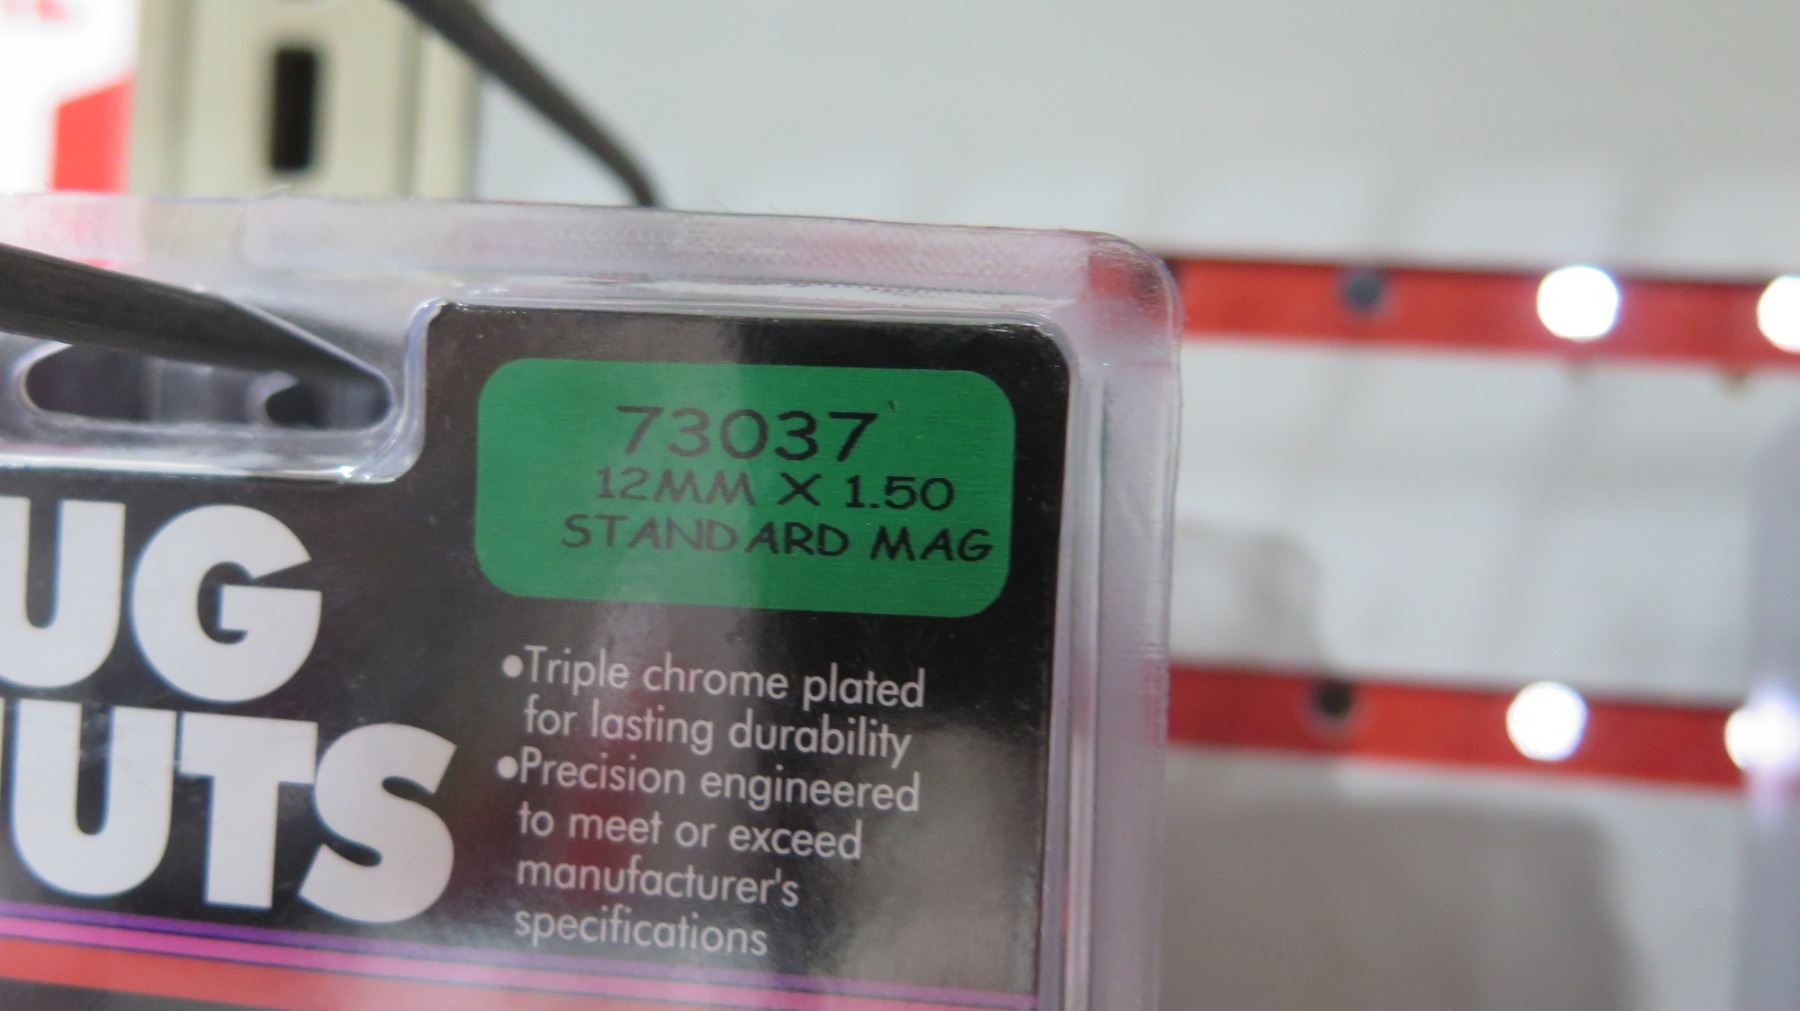 73037
12MM X 1.50
STANDARD MAG
UG
UTS
•Triple chrome plated
for lasting durability
•Precision engineered
to meet or exceed
manufacturer's
specifications